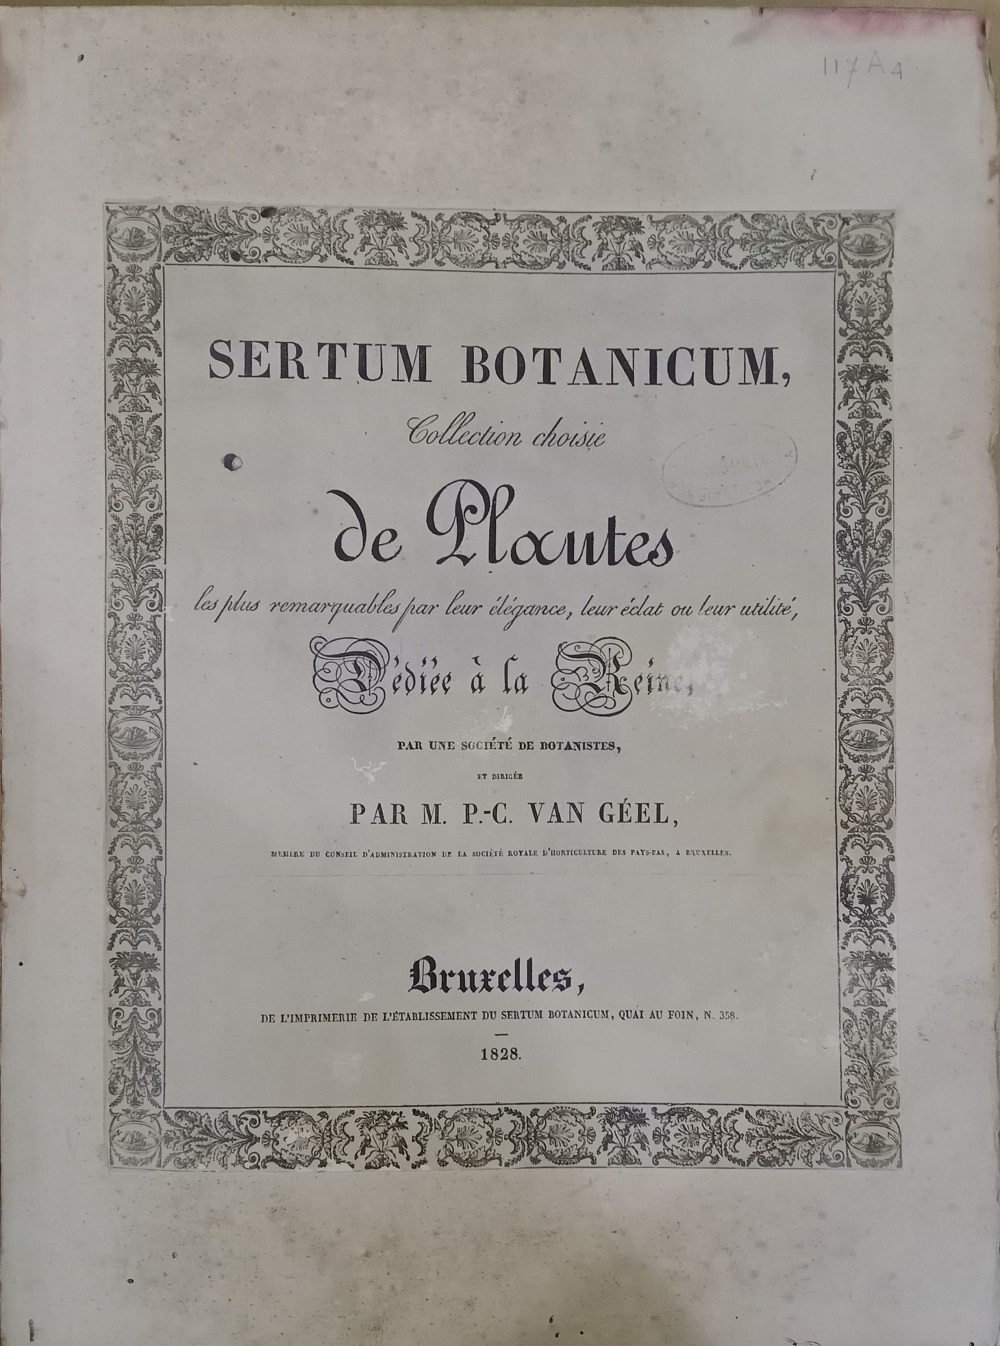 117 A 4
SERTUM BOTANICUM,
Collection choisie
de Plantes
les plus remarquables par leur élégance, leur éclat ou leur utilité,
Dédiée à la Reine,
PAR UNE SOCIÉTÉ DE BOTANISTES,
ET DIRIGÉE
PAR M. P.-C. VAN GÉEL,
MEMBRE DU CONSEIL D'ADMINISTRATION DE LA SOCIÉTÉ ROYALE D'HORTICULTURE DES PAYS-BAS, A BRUXELLES.
Bruxelles,
DE L'IMPRIMERIE DE L'ÉTABLISSEMENT DU SERTUM BOTANICUM, QUAI AU FOIN, N. 358.
1828.